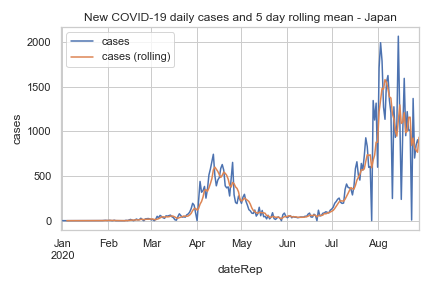 New COVID-19 daily cases and 5 day rolling mean - Japan
cases
cases (rolling)
2000
1500
1000
500
0
cases
Jan Feb Mar Apr May Jun Jul Aug
2020
dateRep